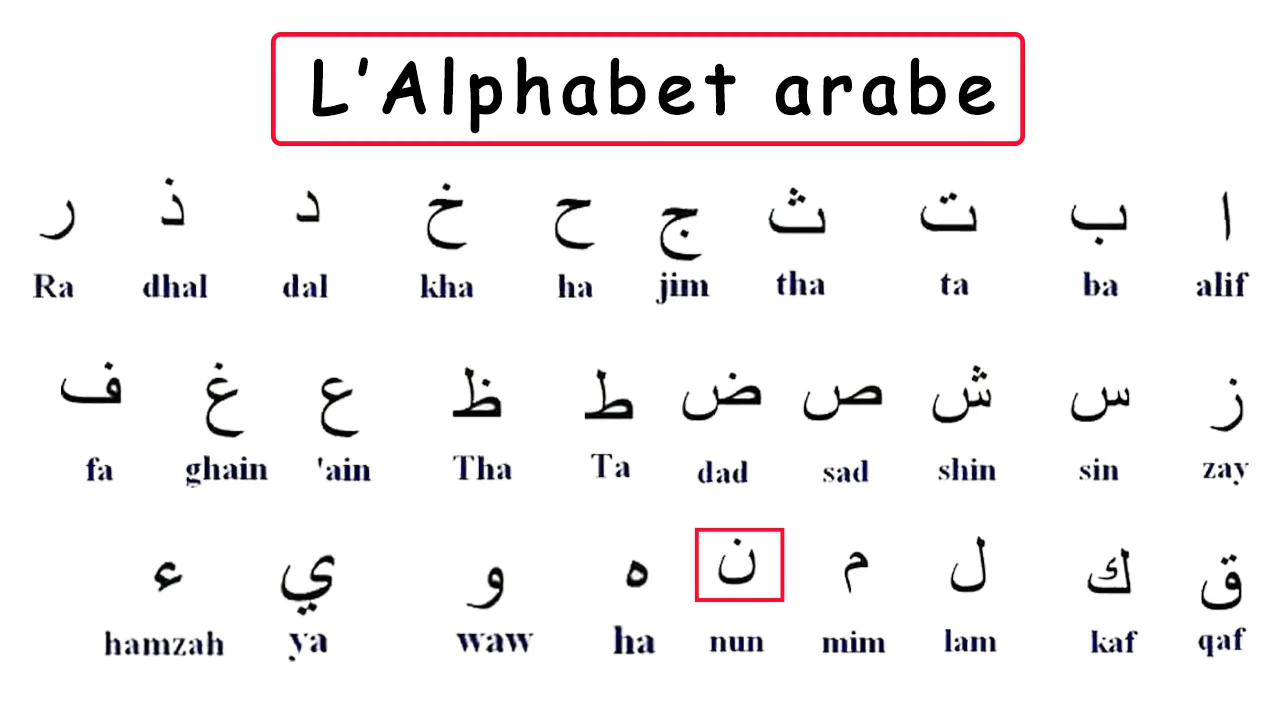 L'Alphabet arabe
ا ب ت ث ج ح خ د ذ ر
alif ba ta tha jim ha kha dal dhal Ra
ز س ش ص ض ط ظ ع غ ف
zay sin shin sad dad Ta Tha 'ain ghain fa
ق ك ل م ن ه و ي ء
qaf kaf lam mim nun ha waw ya hamzah